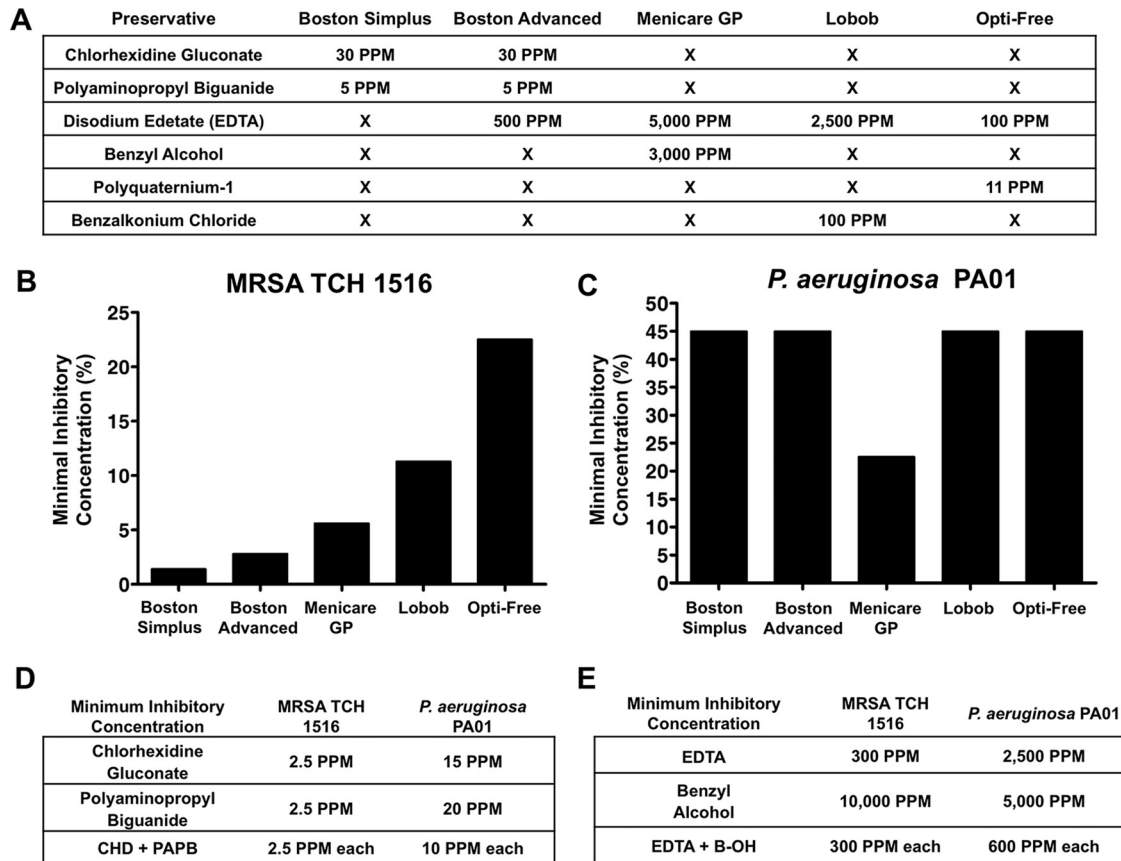 A
Preservative Boston Simplus Boston Advanced Menicare GP Lobob Opti-Free
Chlorhexidine Gluconate 30 PPM 30 PPM X X X
Polyaminopropyl Biguanide 5 PPM 5 PPM X X X
Disodium Edetate (EDTA) X 500 PPM 5,000 PPM 2,500 PPM 100 PPM
Benzyl Alcohol X X 3,000 PPM X X
Polyquaternium-1 X X X X 11 PPM
Benzalkonium Chloride X X X 100 PPM X
B
MRSA TCH 1516
Minimal Inhibitory
Concentration (%)
25
20
15
10
5
0
Boston
Simplus
Boston
Advanced
Menicare
GP
Lobob
Opti-Free
C
P. aeruginosa PA01
Minimal Inhibitory
Concentration (%)
50
45
40
35
30
25
20
15
10
5
0
Boston
Simplus
Boston
Advanced
Menicare
GP
Lobob
Opti-Free
D
Minimum Inhibitory
Concentration
MRSA TCH
1516
P. aeruginosa
PA01
Chlorhexidine
Gluconate
2.5 PPM 15 PPM
Polyaminopropyl
Biguanide
2.5 PPM 20 PPM
CHD + PAPB 2.5 PPM each 10 PPM each
E
Minimum Inhibitory
Concentration
MRSA TCH
1516
P. aeruginosa PA01
EDTA 300 PPM 2,500 PPM
Benzyl
Alcohol
10,000 PPM 5,000 PPM
EDTA + B-OH 300 PPM each 600 PPM each